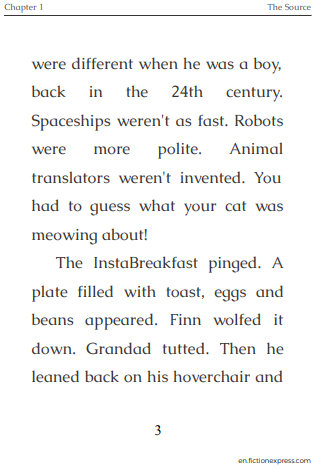 Chapter 1 The Source
were different when he was a boy,
back in the 24th century.
Spaceships weren't as fast. Robots
were more polite. Animal
translators weren't invented. You
had to guess what your cat was
meowing about!
The InstaBreakfast pinged. A
plate filled with toast, eggs and
beans appeared. Finn wolfed it
down. Grandad tutted. Then he
leaned back on his hoverchair and
3
en.fictionexpress.com